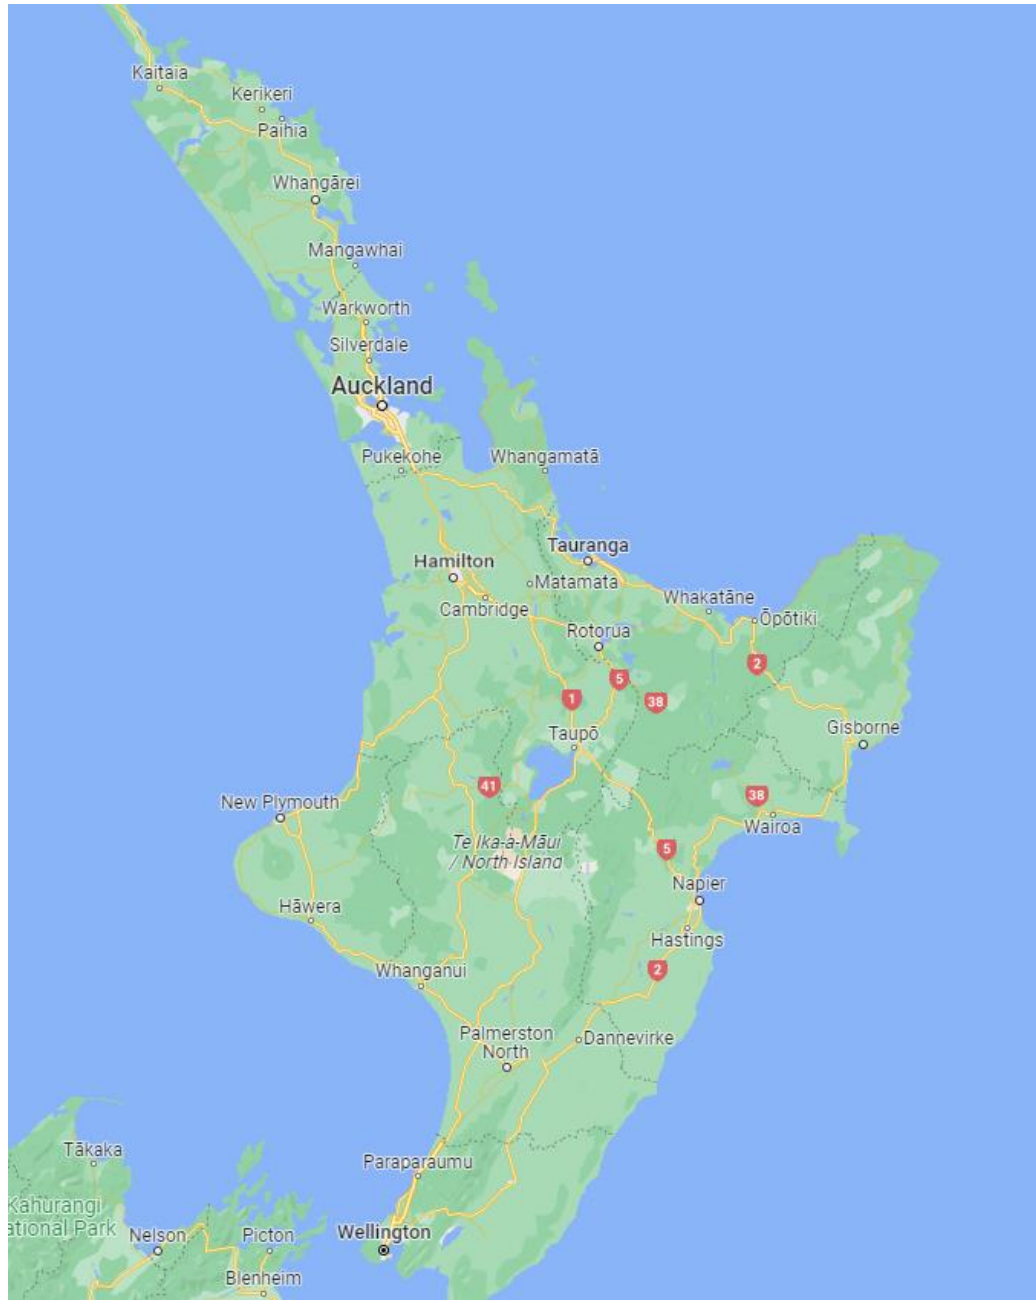 Kaitaia
Kerikeri
Paihia
Whangārei
Mangawhai
Warkworth
Silverdale
Auckland
Pukekohe
Whangamatā
Tauranga
Hamilton
Matamata
Cambridge
Whakatāne
Ōpōtiki
Rotorua
2
5
38
1
Gisborne
Taupō
41
38
New Plymouth
Wairoa
Te Ika-a-Māui
/ North Island
5
Napier
Hāwera
Hastings
Whanganui
2
Palmerston
North
Dannevirke
Tākaka
Paraparaumu
Kahurangi
ational Park
Nelson
Picton
Wellington
Blenheim